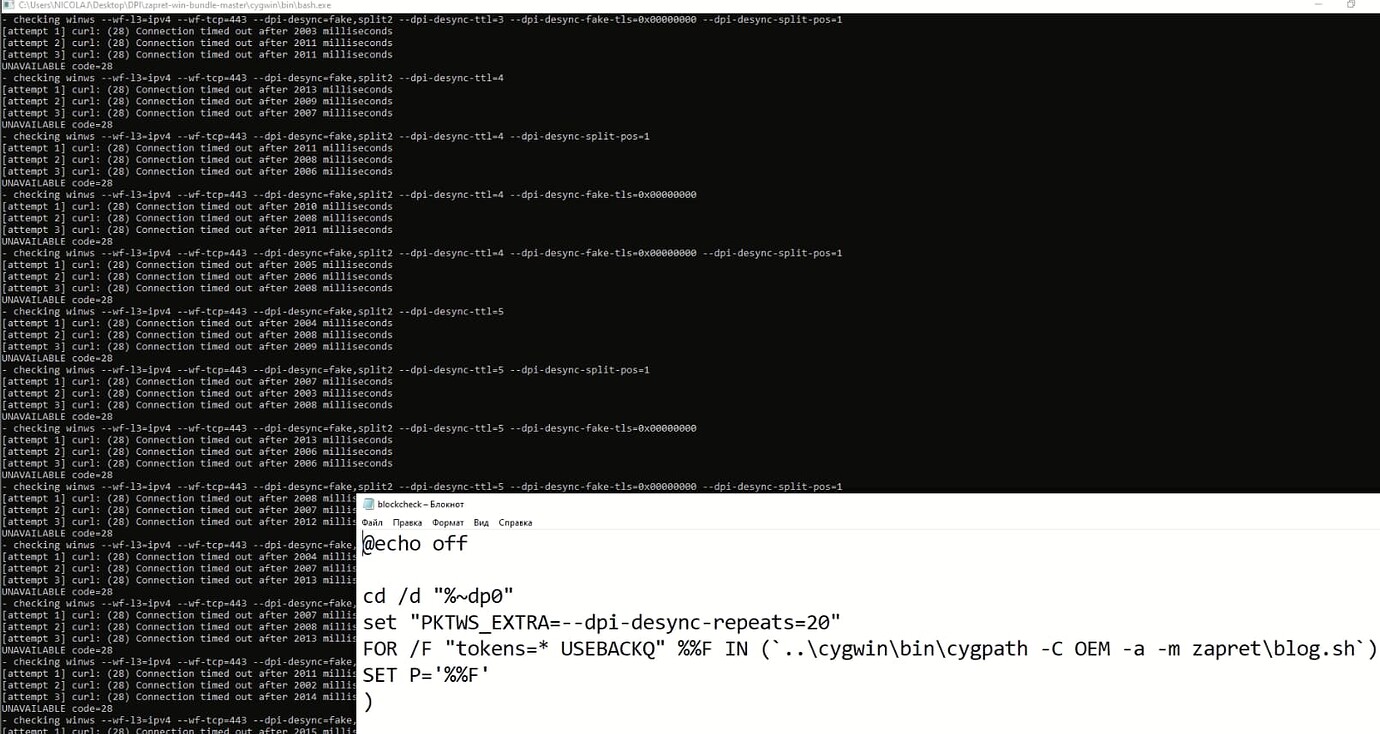 C:\Users\NICOLAJ\Desktop\DPI\zapret-win-bundle-master\cygwin\bin\bash.exe
- checking winws --wf-l3=ipv4 --wf-tcp=443 --dpi-desync=fake,split2 --dpi-desync-ttl=3 --dpi-desync-fake-tls=0x00000000 --dpi-desync-split-pos=1
[attempt 1] curl: (28) Connection timed out after 2003 milliseconds
[attempt 2] curl: (28) Connection timed out after 2011 milliseconds
[attempt 3] curl: (28) Connection timed out after 2011 milliseconds
UNAVAILABLE code=28
- checking winws --wf-l3=ipv4 --wf-tcp=443 --dpi-desync=fake,split2 --dpi-desync-ttl=4
[attempt 1] curl: (28) Connection timed out after 2013 milliseconds
[attempt 2] curl: (28) Connection timed out after 2009 milliseconds
[attempt 3] curl: (28) Connection timed out after 2007 milliseconds
UNAVAILABLE code=28
- checking winws --wf-l3=ipv4 --wf-tcp=443 --dpi-desync=fake,split2 --dpi-desync-ttl=4 --dpi-desync-split-pos=1
[attempt 1] curl: (28) Connection timed out after 2011 milliseconds
[attempt 2] curl: (28) Connection timed out after 2008 milliseconds
[attempt 3] curl: (28) Connection timed out after 2006 milliseconds
UNAVAILABLE code=28
- checking winws --wf-l3=ipv4 --wf-tcp=443 --dpi-desync=fake,split2 --dpi-desync-ttl=4 --dpi-desync-fake-tls=0x00000000
[attempt 1] curl: (28) Connection timed out after 2010 milliseconds
[attempt 2] curl: (28) Connection timed out after 2008 milliseconds
[attempt 3] curl: (28) Connection timed out after 2011 milliseconds
UNAVAILABLE code=28
- checking winws --wf-l3=ipv4 --wf-tcp=443 --dpi-desync=fake,split2 --dpi-desync-ttl=4 --dpi-desync-fake-tls=0x00000000 --dpi-desync-split-pos=1
[attempt 1] curl: (28) Connection timed out after 2005 milliseconds
[attempt 2] curl: (28) Connection timed out after 2006 milliseconds
[attempt 3] curl: (28) Connection timed out after 2008 milliseconds
UNAVAILABLE code=28
- checking winws --wf-l3=ipv4 --wf-tcp=443 --dpi-desync=fake,split2 --dpi-desync-ttl=5
[attempt 1] curl: (28) Connection timed out after 2004 milliseconds
[attempt 2] curl: (28) Connection timed out after 2008 milliseconds
[attempt 3] curl: (28) Connection timed out after 2009 milliseconds
UNAVAILABLE code=28
- checking winws --wf-l3=ipv4 --wf-tcp=443 --dpi-desync=fake,split2 --dpi-desync-ttl=5 --dpi-desync-split-pos=1
[attempt 1] curl: (28) Connection timed out after 2007 milliseconds
[attempt 2] curl: (28) Connection timed out after 2003 milliseconds
[attempt 3] curl: (28) Connection timed out after 2008 milliseconds
UNAVAILABLE code=28
- checking winws --wf-l3=ipv4 --wf-tcp=443 --dpi-desync=fake,split2 --dpi-desync-ttl=5 --dpi-desync-fake-tls=0x00000000
[attempt 1] curl: (28) Connection timed out after 2013 milliseconds
[attempt 2] curl: (28) Connection timed out after 2006 milliseconds
[attempt 3] curl: (28) Connection timed out after 2006 milliseconds
UNAVAILABLE code=28
- checking winws --wf-l3=ipv4 --wf-tcp=443 --dpi-desync=fake,split2 --dpi-desync-ttl=5 --dpi-desync-fake-tls=0x00000000 --dpi-desync-split-pos=1
[attempt 1] curl: (28) Connection timed out after 2008 millis
[attempt 2] curl: (28) Connection timed out after 2007 millis
[attempt 3] curl: (28) Connection timed out after 2012 millis
UNAVAILABLE code=28
- checking winws --wf-l3=ipv4 --wf-tcp=443 --dpi-desync=fake,
[attempt 1] curl: (28) Connection timed out after 2004 millis
[attempt 2] curl: (28) Connection timed out after 2007 millis
[attempt 3] curl: (28) Connection timed out after 2013 millis
UNAVAILABLE code=28
- checking winws --wf-l3=ipv4 --wf-tcp=443 --dpi-desync=fake,
[attempt 1] curl: (28) Connection timed out after 2007 millis
[attempt 2] curl: (28) Connection timed out after 2008 millis
[attempt 3] curl: (28) Connection timed out after 2013 millis
UNAVAILABLE code=28
- checking winws --wf-l3=ipv4 --wf-tcp=443 --dpi-desync=fake,
[attempt 1] curl: (28) Connection timed out after 2011 millis
[attempt 2] curl: (28) Connection timed out after 2002 millis
[attempt 3] curl: (28) Connection timed out after 2014 millis
UNAVAILABLE code=28
- checking winws --wf-l3=ipv4 --wf-tcp=443 --dpi-desync=fake,
[attempt 1] curl: (28) Connection timed out after 2015 millis
blockcheck – Блокнот
Файл Правка Формат Вид Справка
@echo off
cd /d "%~dp0"
set "PKTWS_EXTRA=--dpi-desync-repeats=20"
FOR /F "tokens=* USEBACKQ" %%F IN (`..\cygwin\bin\cygpath -C OEM -a -m zapret\blog.sh`)
SET P='%%F'
)